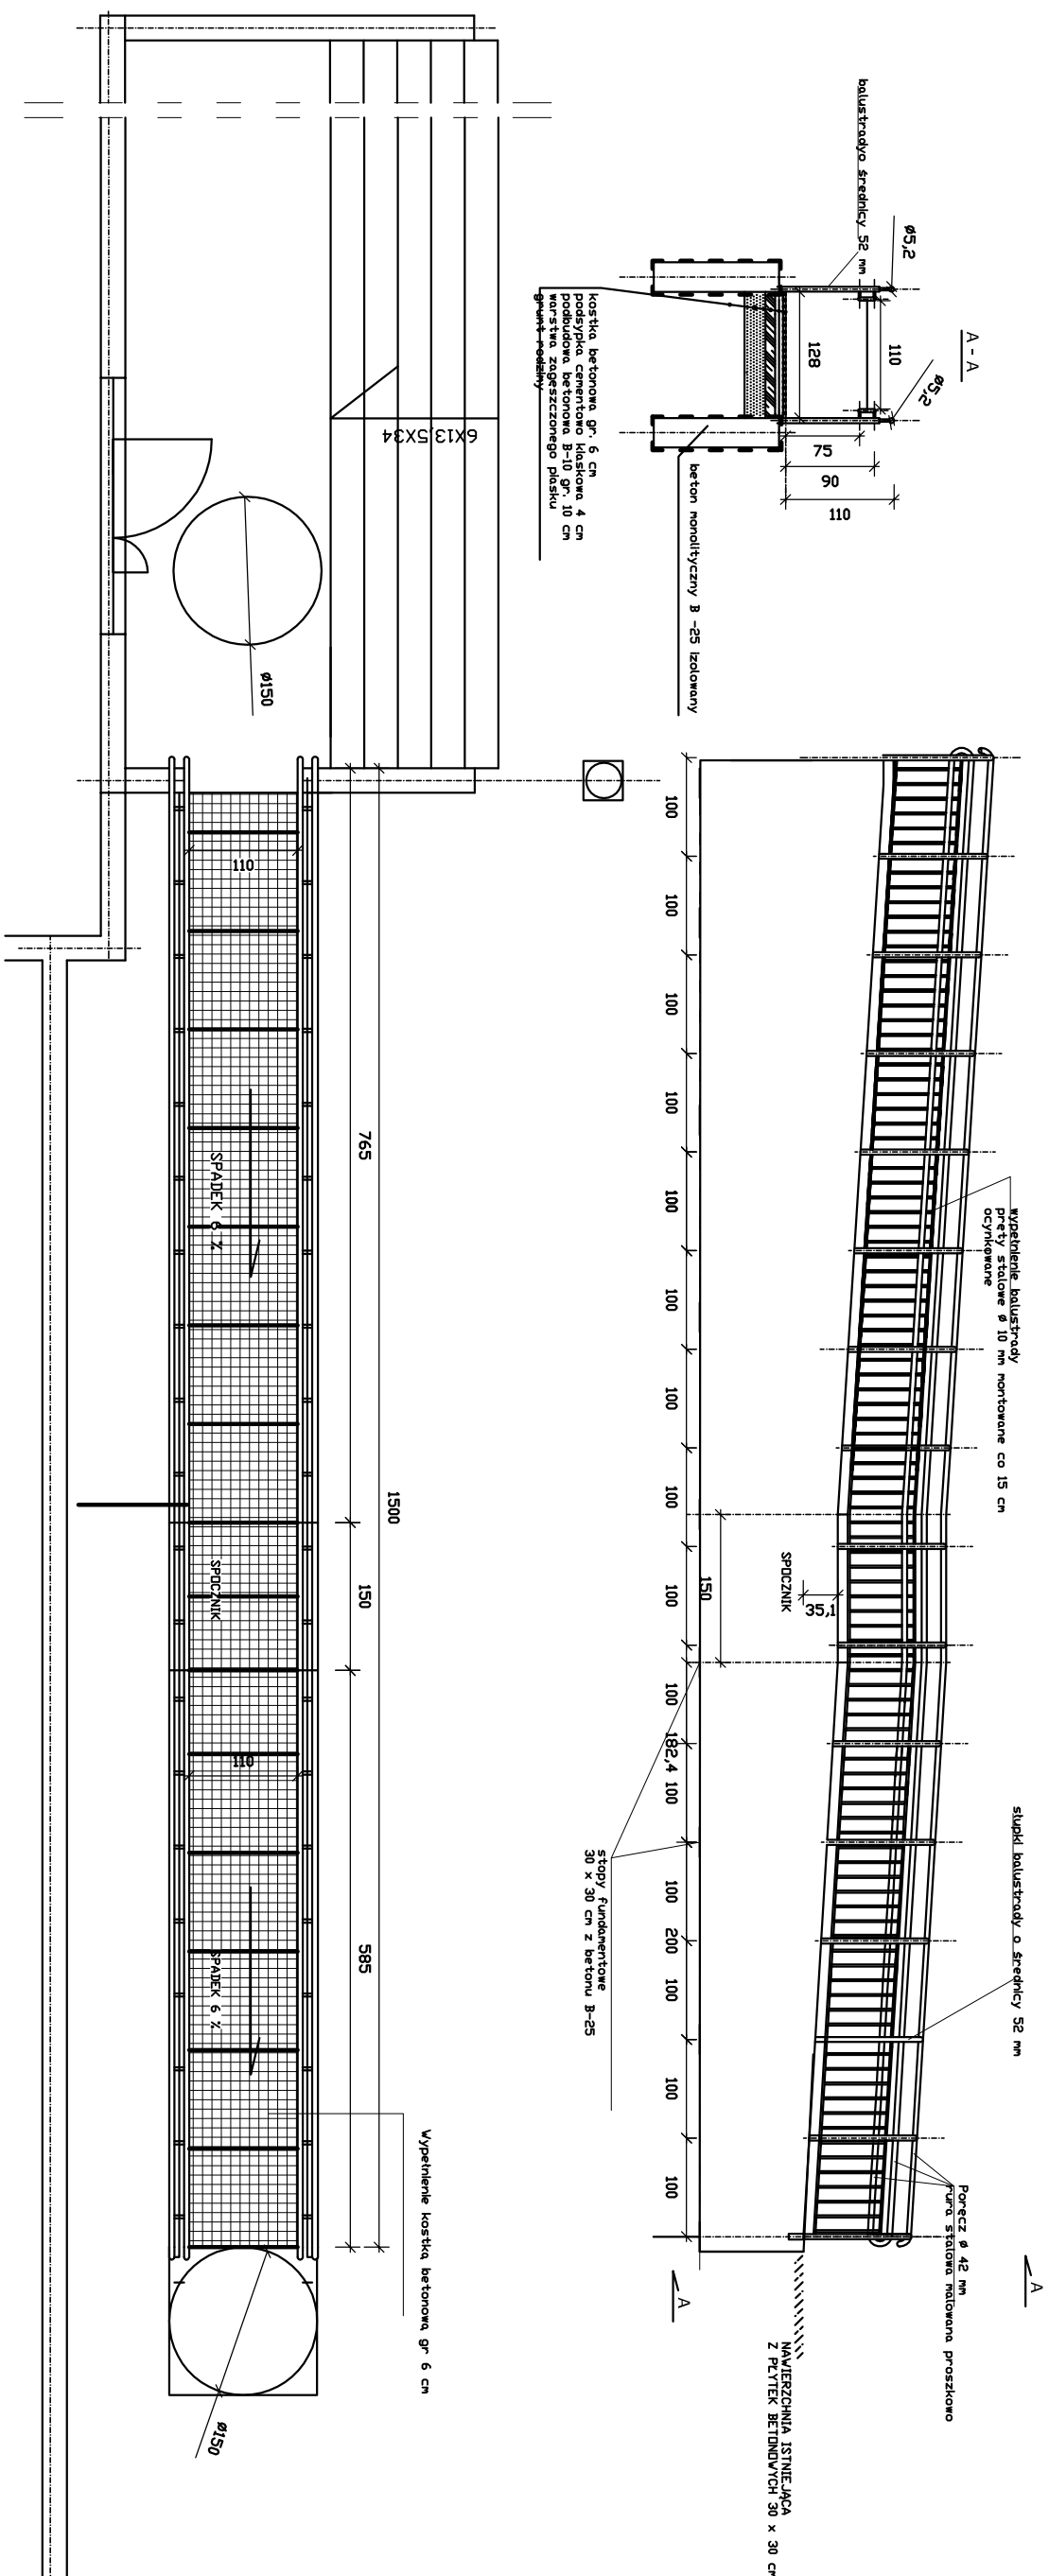 A - A
balustradyo średnicy 52 mm
ø5,2
ø5,2
110
128
75
90
110
kostka betonowa gr. 6 cm
podsypka cementowo klaskowa 4 cm
podbudowa betonowa B-10 gr. 10 cm
warstwa zagęszczonego piasku
grunt rodzimy
beton monolityczny B -25 izolowany
6X13,5X34
ø150
wypełnienie balustrady
pręty stalowe ø 10 mm montowane co 15 cm
ocynkowane
słupki balustrady o średnicy 52 mm
Poręcz ø 42 mm
rura stalowa malowana proszkowo
A
A
NAWIERZCHNIA ISTNIEJĄCA
Z PŁYTEK BETONOWYCH 30 x 30 cm
SPOCZNIK
35,1
150
100
100
100
100
100
100
100
100
100
100
182,4
100
100
200
100
100
100
stopy fundamentowe
30 x 30 cm z betonu B-25
1500
765
150
585
110
SPADEK 6 %
SPOCZNIK
110
SPADEK 6 %
Wypełnienie kostką betonową gr 6 cm
ø150